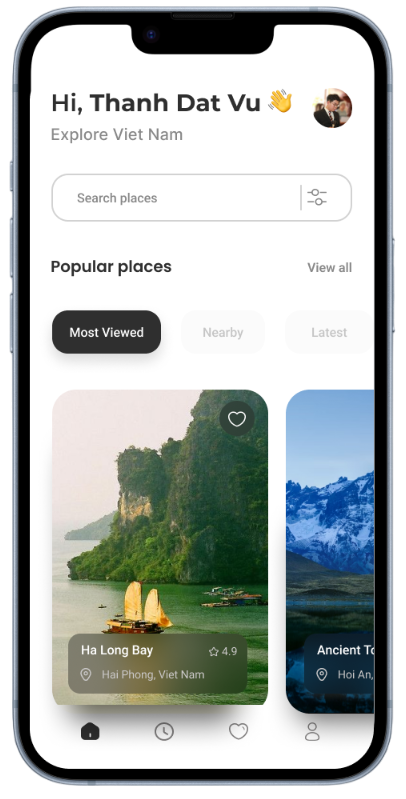 Hi, Thanh Dat Vu 👋
Explore Viet Nam
Search places
Popular places
View all
Most Viewed
Nearby
Latest
Ha Long Bay
4.9
Hai Phong, Viet Nam
Ancient To
Hoi An,